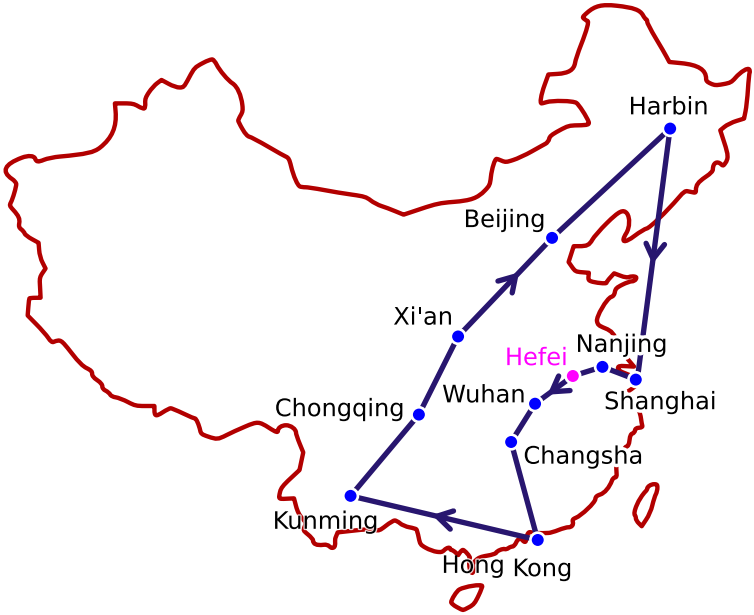 Harbin
Beijing
Xi'an
Nanjing
Hefei
Wuhan
Shanghai
Chongqing
Changsha
Kunming
Hong Kong